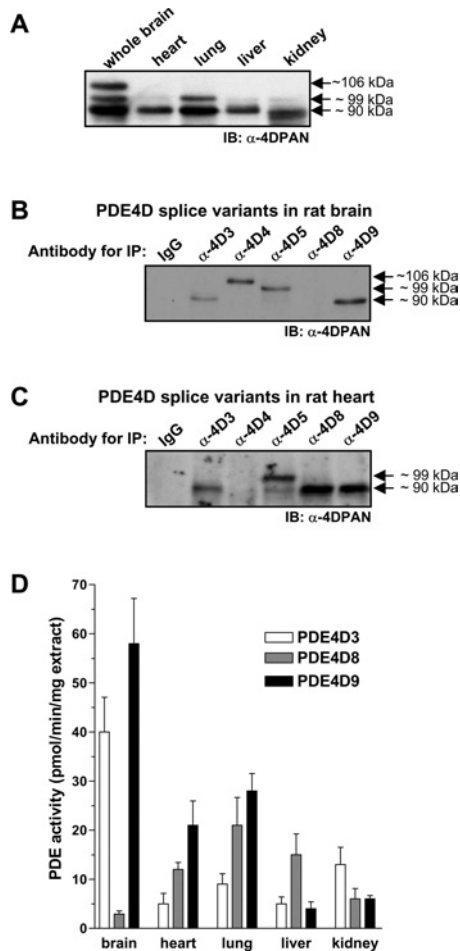 A
whole brain
heart
lung
liver
kidney
~106 kDa
~ 99 kDa
~ 90 kDa
IB: α-4DPAN
B
PDE4D splice variants in rat brain
Antibody for IP: IgG α-4D3 α-4D4 α-4D5 α-4D8 α-4D9
~106 kDa
~ 99 kDa
~ 90 kDa
IB: α-4DPAN
C
PDE4D splice variants in rat heart
Antibody for IP: IgG α-4D3 α-4D4 α-4D5 α-4D8 α-4D9
~ 99 kDa
~ 90 kDa
IB: α-4DPAN
D
PDE activity (pmol/min/mg extract)
70
60
50
40
30
20
10
0
PDE4D3
PDE4D8
PDE4D9
brain heart lung liver kidney